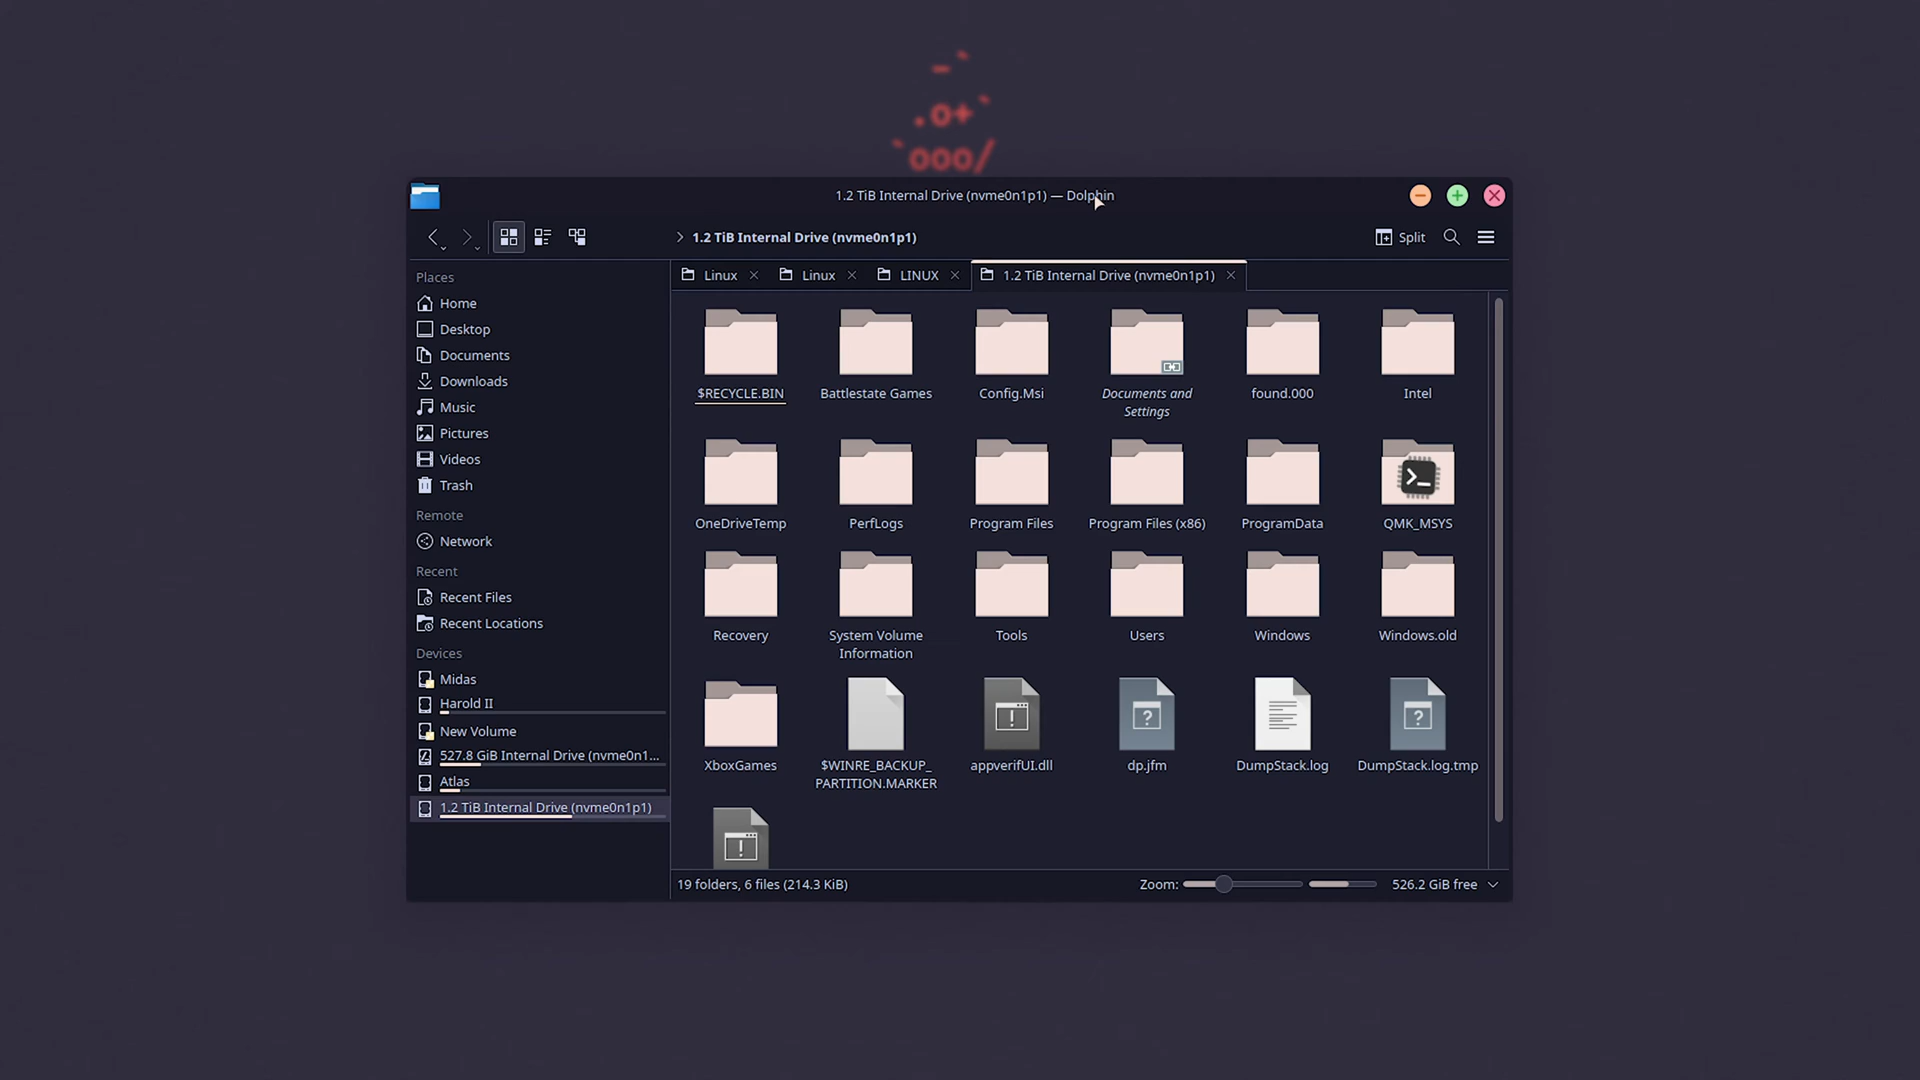 -`
.o+`
`ooo/
1.2 TiB Internal Drive (nvme0n1p1) — Dolphin
1.2 TiB Internal Drive (nvme0n1p1)
Split
Places
Home
Desktop
Documents
Downloads
Music
Pictures
Videos
Trash
Remote
Network
Recent
Recent Files
Recent Locations
Devices
Midas
Harold II
New Volume
527.8 GiB Internal Drive (nvme0n1...
Atlas
1.2 TiB Internal Drive (nvme0n1p1)
Linux
Linux
LINUX
1.2 TiB Internal Drive (nvme0n1p1)
$RECYCLE.BIN
Battlestate Games
Config.Msi
Documents and
Settings
found.000
Intel
OneDriveTemp
PerfLogs
Program Files
Program Files (x86)
ProgramData
QMK_MSYS
Recovery
System Volume
Information
Tools
Users
Windows
Windows.old
XboxGames
$WINRE_BACKUP_
PARTITION.MARKER
appverifUI.dll
dp.jfm
DumpStack.log
DumpStack.log.tmp
19 folders, 6 files (214.3 KiB)
Zoom:
526.2 GiB free